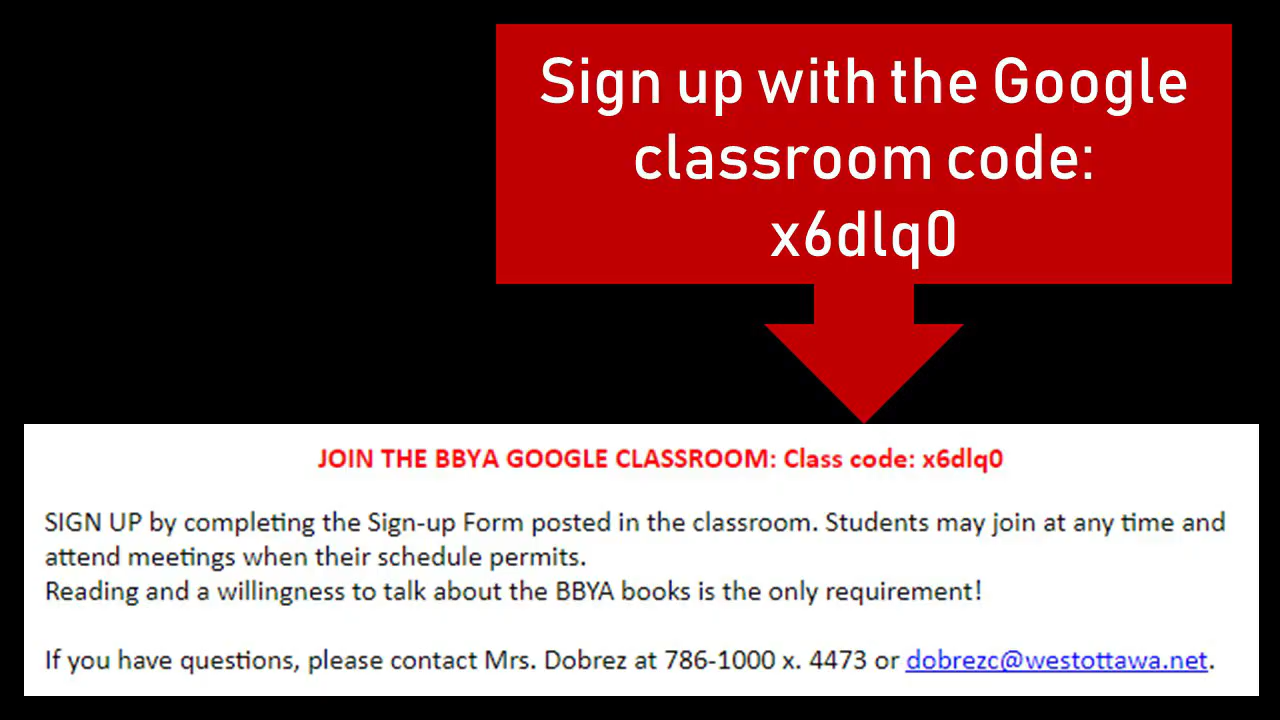 Sign up with the Google
classroom code:
x6dlq0
JOIN THE BBYA GOOGLE CLASSROOM: Class code: x6dlq0
SIGN UP by completing the Sign-up Form posted in the classroom. Students may join at any time and
attend meetings when their schedule permits.
Reading and a willingness to talk about the BBYA books is the only requirement!
If you have questions, please contact Mrs. Dobrez at 786-1000 x. 4473 or dobrezc@westottawa.net.